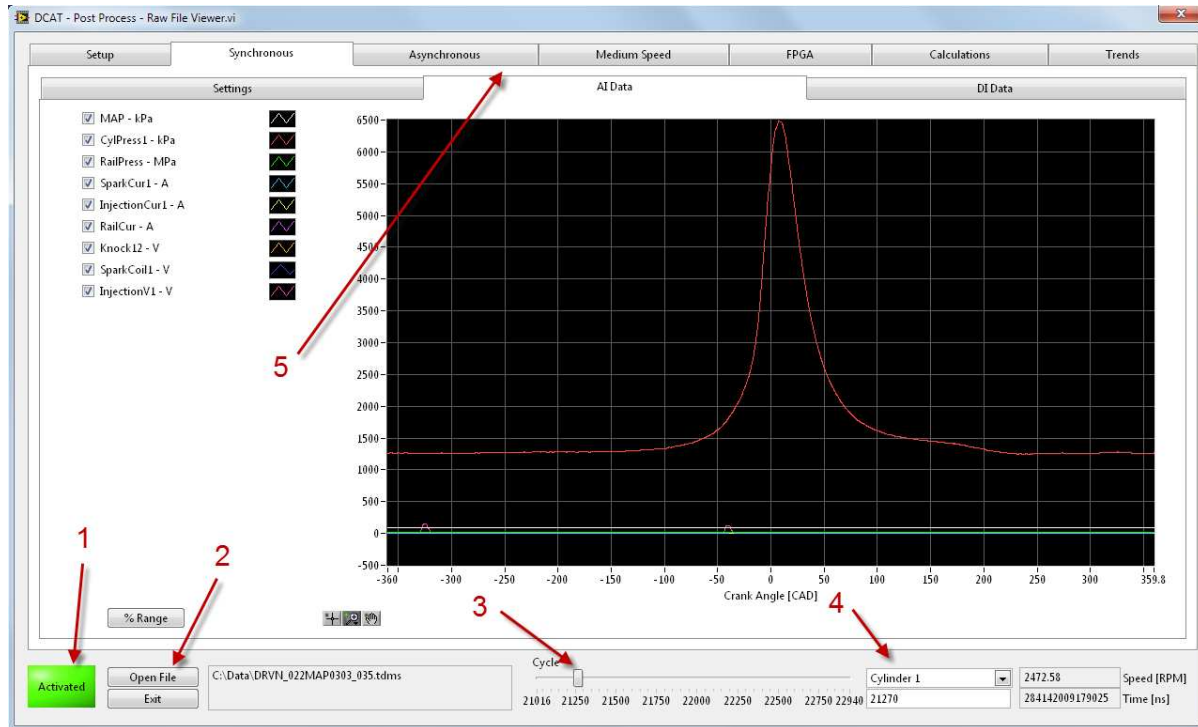 DCAT - Post Process - Raw File Viewer.vi
Setup Synchronous Asynchronous Medium Speed FPGA Calculations Trends
Settings AI Data DI Data
MAP - kPa
CylPress1 - kPa
RailPress - MPa
SparkCur1 - A
InjectionCur1 - A
RailCur - A
Knock12 - V
SparkCoil1 - V
InjectionV1 - V
6500
6000
5500
5000
4500
4000
3500
3000
2500
2000
1500
1000
500
0
-500
-360 -300 -250 -200 -150 -100 -50 0 50 100 150 200 250 300 359.8
Crank Angle [CAD]
5
1
2
3
4
% Range
Activated
Open File
Exit
C:\Data\DRVN_022MAP0303_035.tdms
Cycle
21016 21250 21500 21750 22000 22250 22500 22750 22940
Cylinder 1
21270
2472.58 Speed [RPM]
284142009179025 Time [ns]